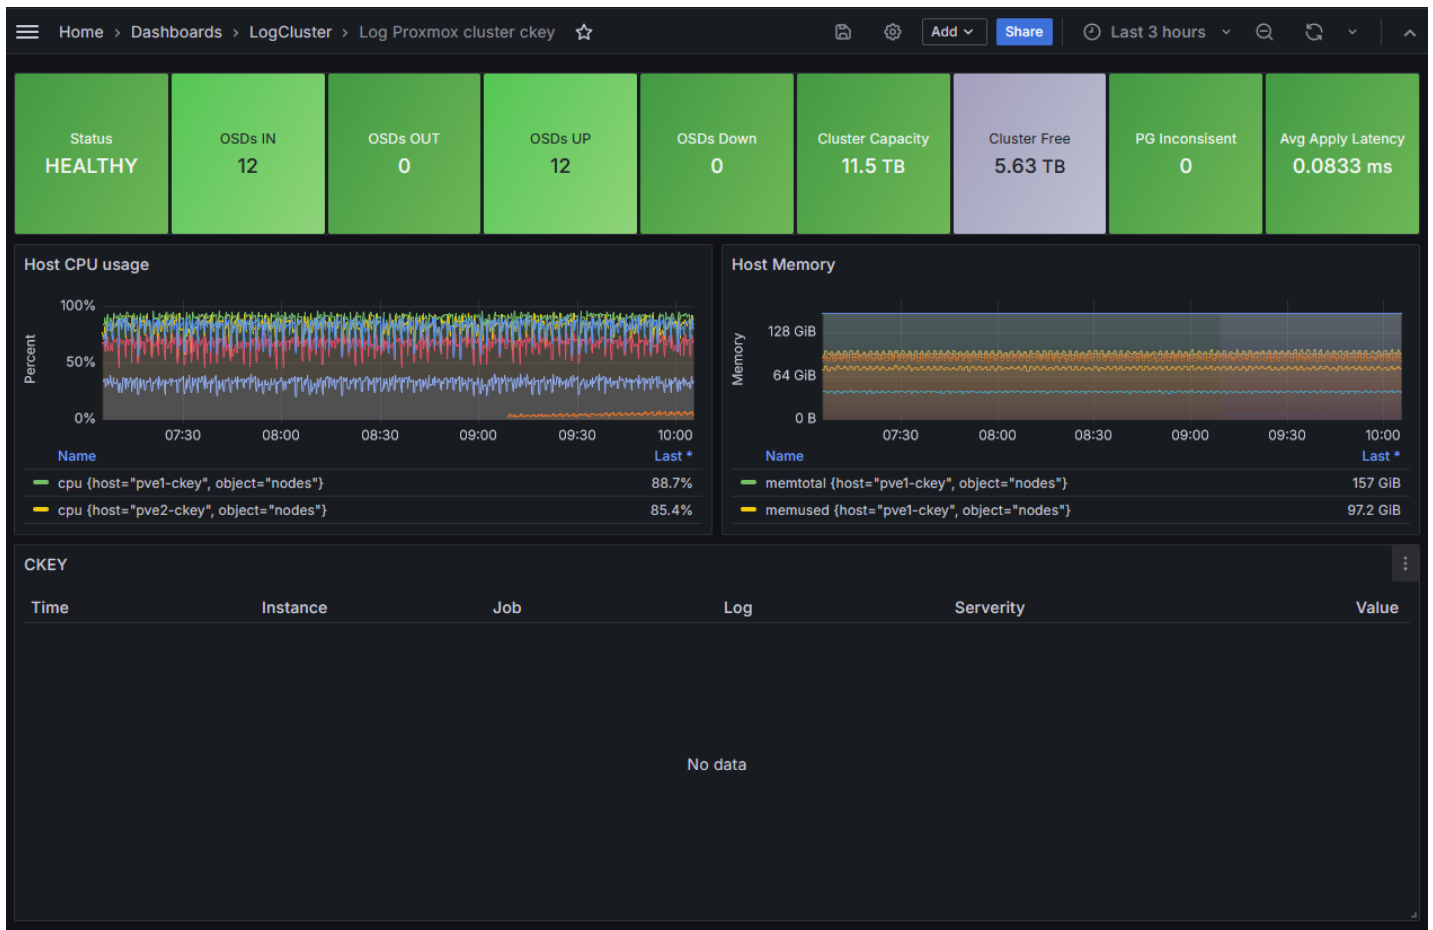 Home › Dashboards › LogCluster › Log Proxmox cluster ckey
Add
Share
Last 3 hours
Status
HEALTHY
OSDs IN
12
OSDs OUT
0
OSDs UP
12
OSDs Down
0
Cluster Capacity
11.5 TB
Cluster Free
5.63 TB
PG Inconsisent
0
Avg Apply Latency
0.0833 ms
Host CPU usage
Percent
100%
50%
0%
07:30 08:00 08:30 09:00 09:30 10:00
Name Last *
cpu {host="pve1-ckey", object="nodes"} 88.7%
cpu {host="pve2-ckey", object="nodes"} 85.4%
Host Memory
Memory
128 GiB
64 GiB
0 B
07:30 08:00 08:30 09:00 09:30 10:00
Name Last *
memtotal {host="pve1-ckey", object="nodes"} 157 GiB
memused {host="pve1-ckey", object="nodes"} 97.2 GiB
CKEY
Time Instance Job Log Serverity Value
No data